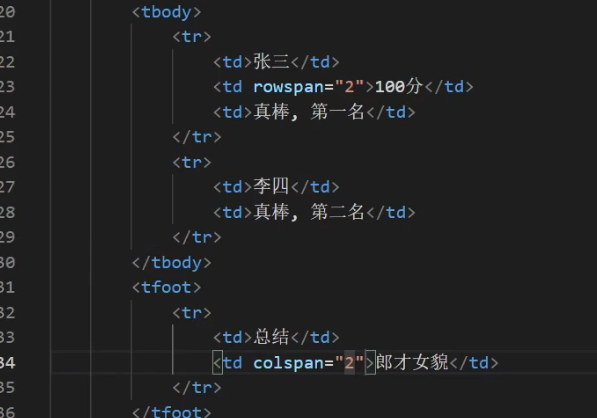 20 <tbody>
21 <tr>
22 <td>张三</td>
23 <td rowspan="2">100分</td>
24 <td>真棒, 第一名</td>
25 </tr>
26 <tr>
27 <td>李四</td>
28 <td>真棒, 第二名</td>
29 </tr>
30 </tbody>
31 <tfoot>
32 <tr>
33 <td>总结</td>
34 <td colspan="2">郎才女貌</td>
35 </tr>
36 </tfoot>